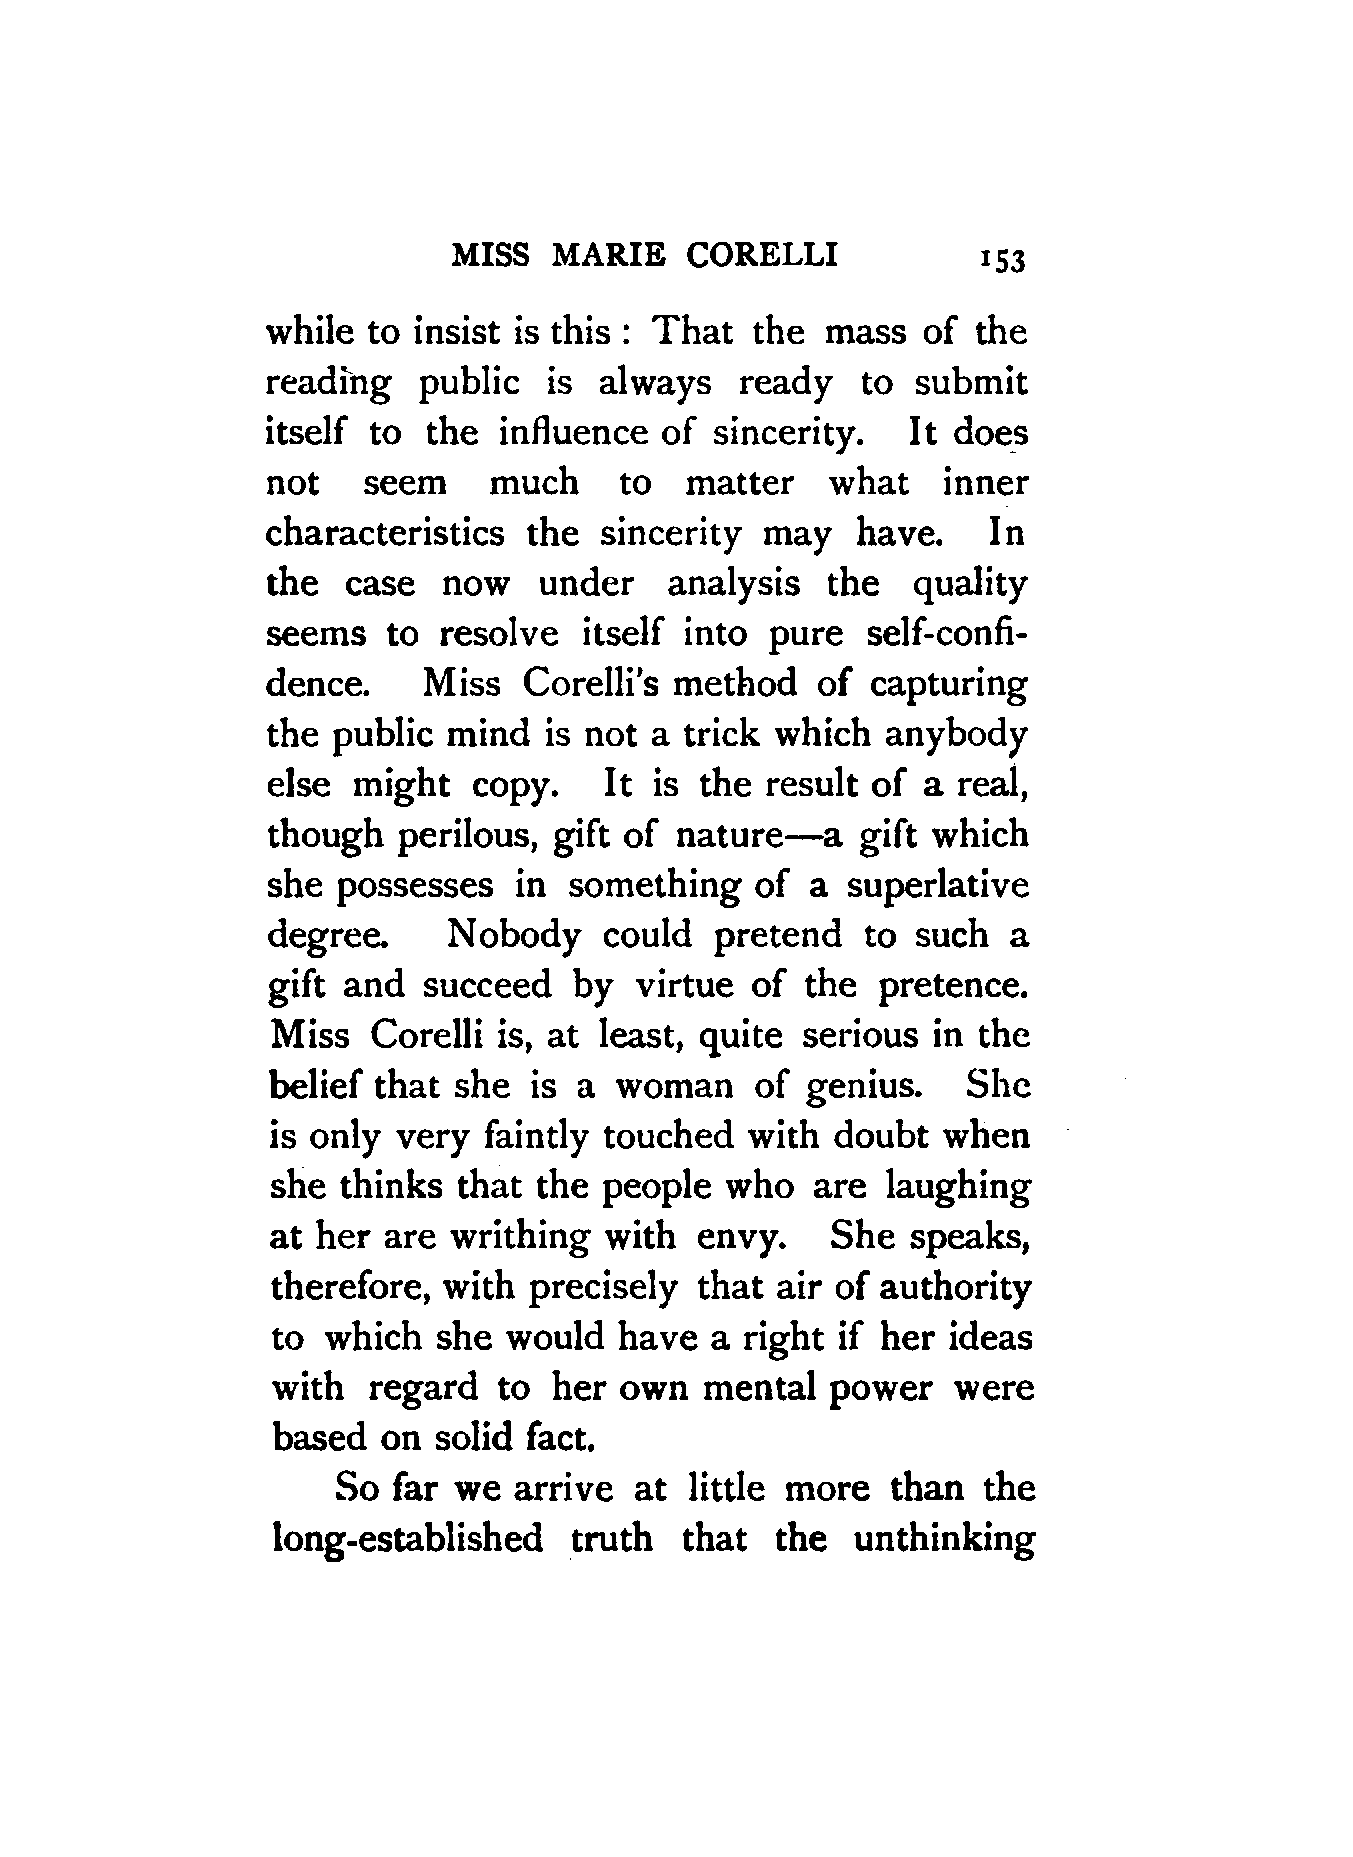 MISS MARIE CORELLI 153
while to insist is this : That the mass of the
reading public is always ready to submit
itself to the influence of sincerity. It does
not seem much to matter what inner
characteristics the sincerity may have. In
the case now under analysis the quality
seems to resolve itself into pure self-confi-
dence. Miss Corelli's method of capturing
the public mind is not a trick which anybody
else might copy. It is the result of a real,
though perilous, gift of nature—a gift which
she possesses in something of a superlative
degree. Nobody could pretend to such a
gift and succeed by virtue of the pretence.
Miss Corelli is, at least, quite serious in the
belief that she is a woman of genius. She
is only very faintly touched with doubt when
she thinks that the people who are laughing
at her are writhing with envy. She speaks,
therefore, with precisely that air of authority
to which she would have a right if her ideas
with regard to her own mental power were
based on solid fact.
So far we arrive at little more than the
long-established truth that the unthinking